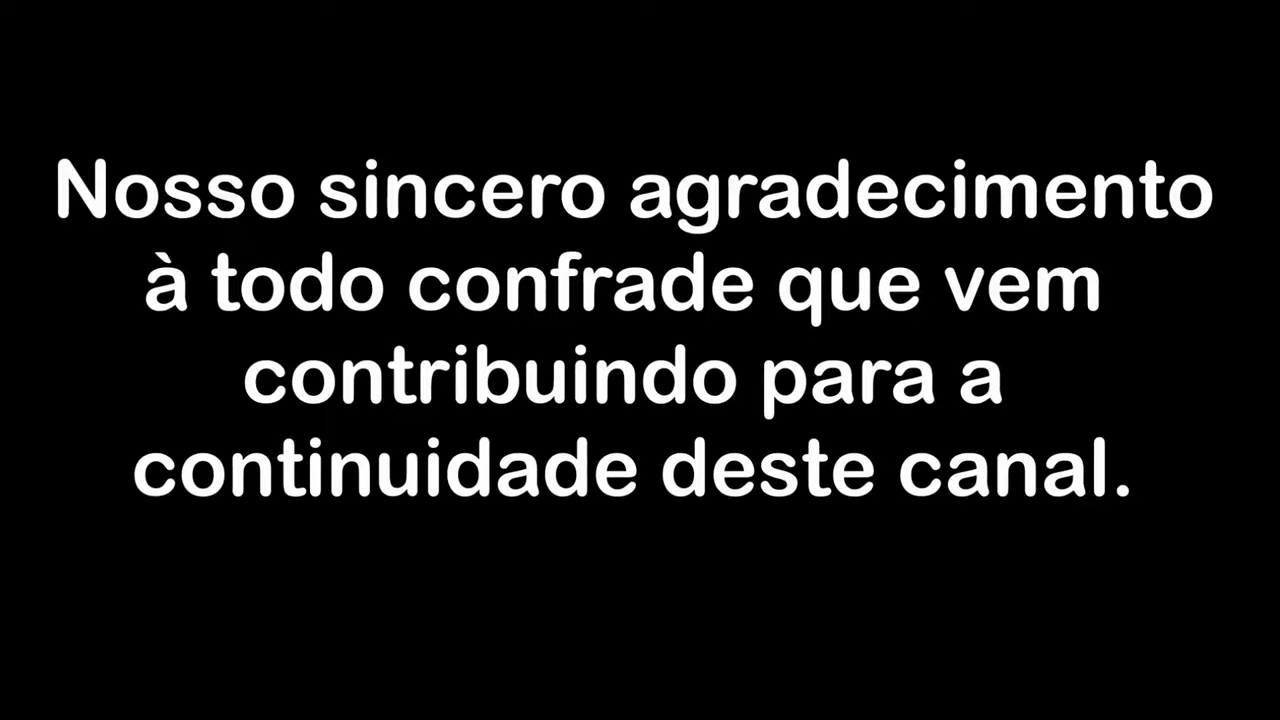 Nosso sincero agradecimento
à todo confrade que vem
contribuindo para a
continuidade deste canal.